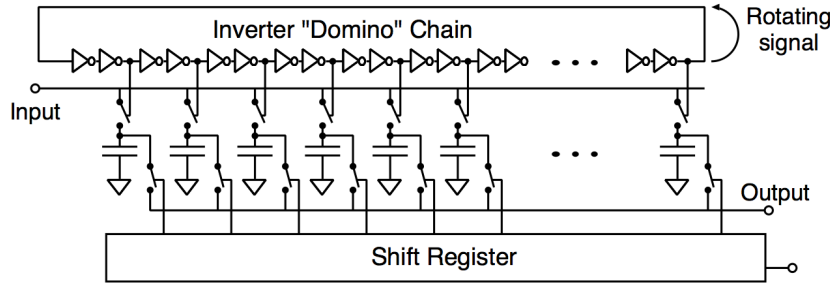 Inverter "Domino" Chain
Rotating
signal
Input
Output
Shift Register